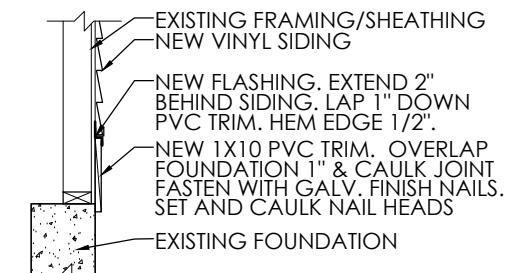 EXISTING FRAMING/SHEATHING
NEW VINYL SIDING
NEW FLASHING. EXTEND 2"
BEHIND SIDING. LAP 1" DOWN
PVC TRIM. HEM EDGE 1/2".
NEW 1X10 PVC TRIM. OVERLAP
FOUNDATION 1" & CAULK JOINT
FASTEN WITH GALV. FINISH NAILS.
SET AND CAULK NAIL HEADS
EXISTING FOUNDATION